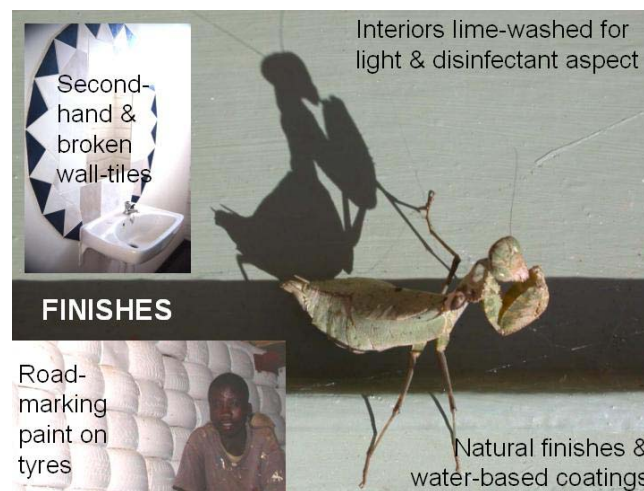 Interiors lime-washed for
light & disinfectant aspect
Second-
hand &
broken
wall-tiles
FINISHES
Road-
marking
paint on
tyres
Natural finishes &
water-based coatings